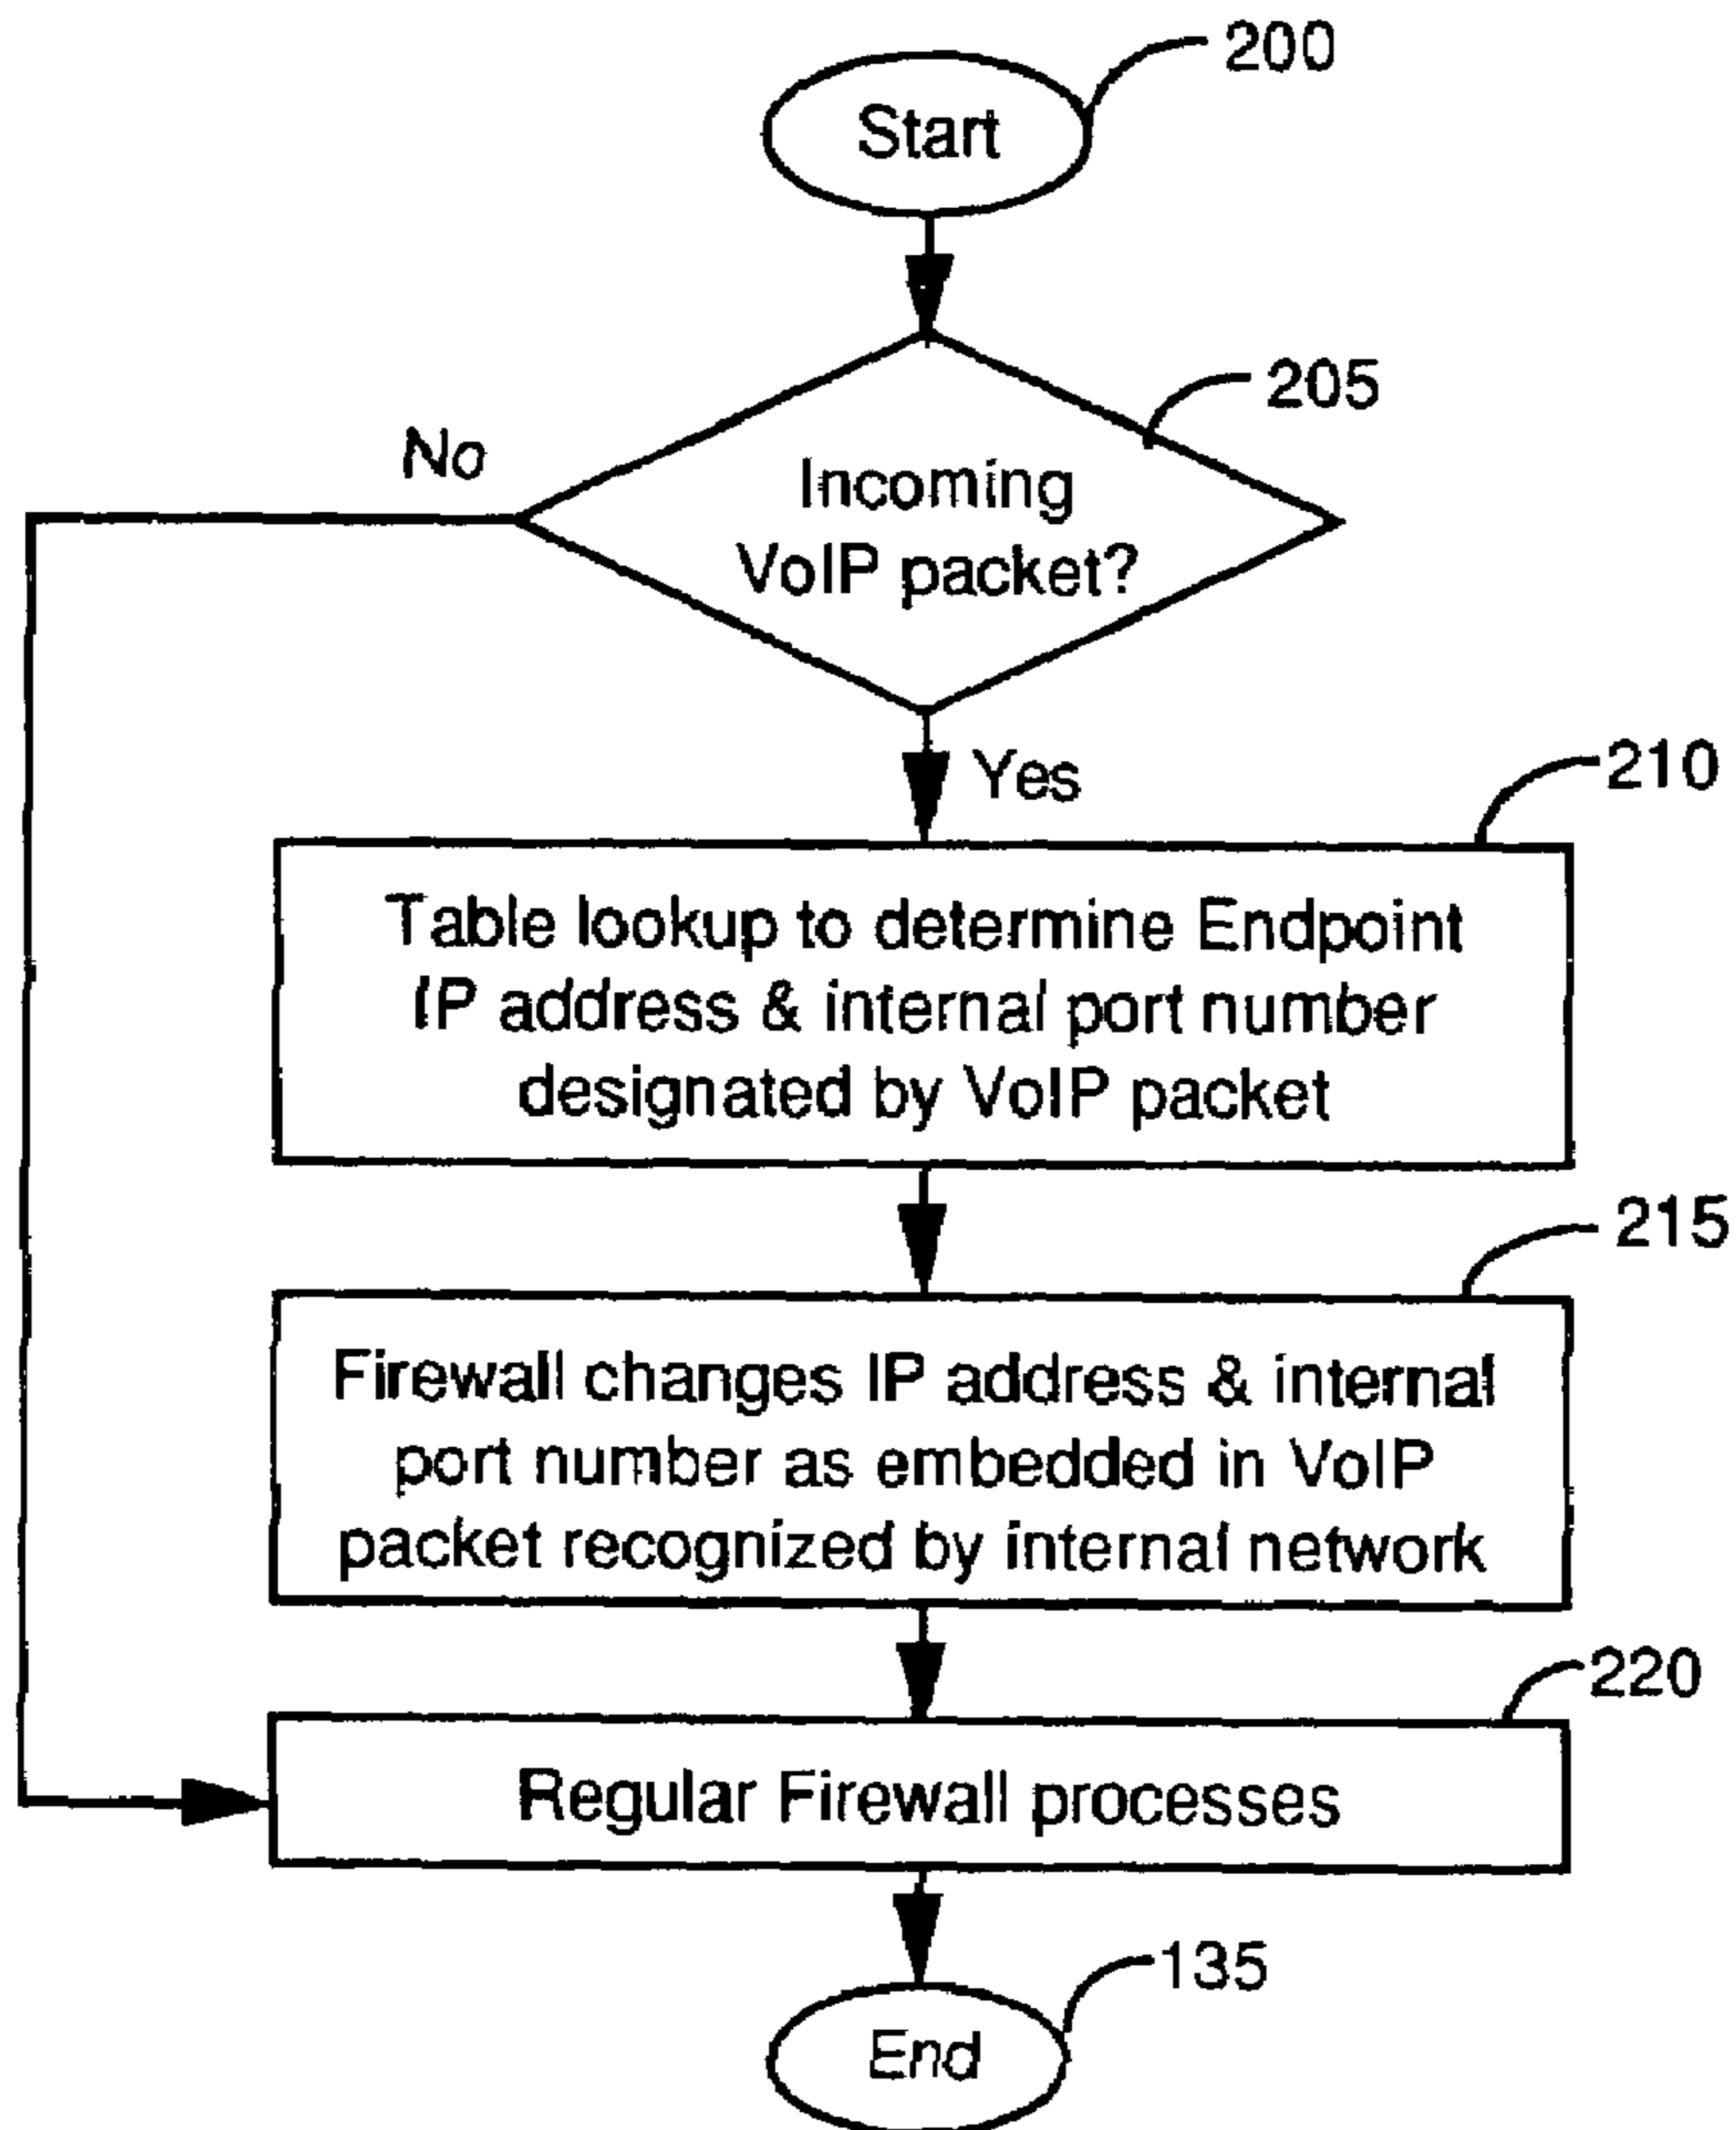 200
Start
205
No
Incoming
VoIP packet?
Yes
210
Table lookup to determine Endpoint
IP address & internal port number
designated by VoIP packet
215
Firewall changes IP address & internal
port number as embedded in VoIP
packet recognized by internal network
220
Regular Firewall processes
135
End